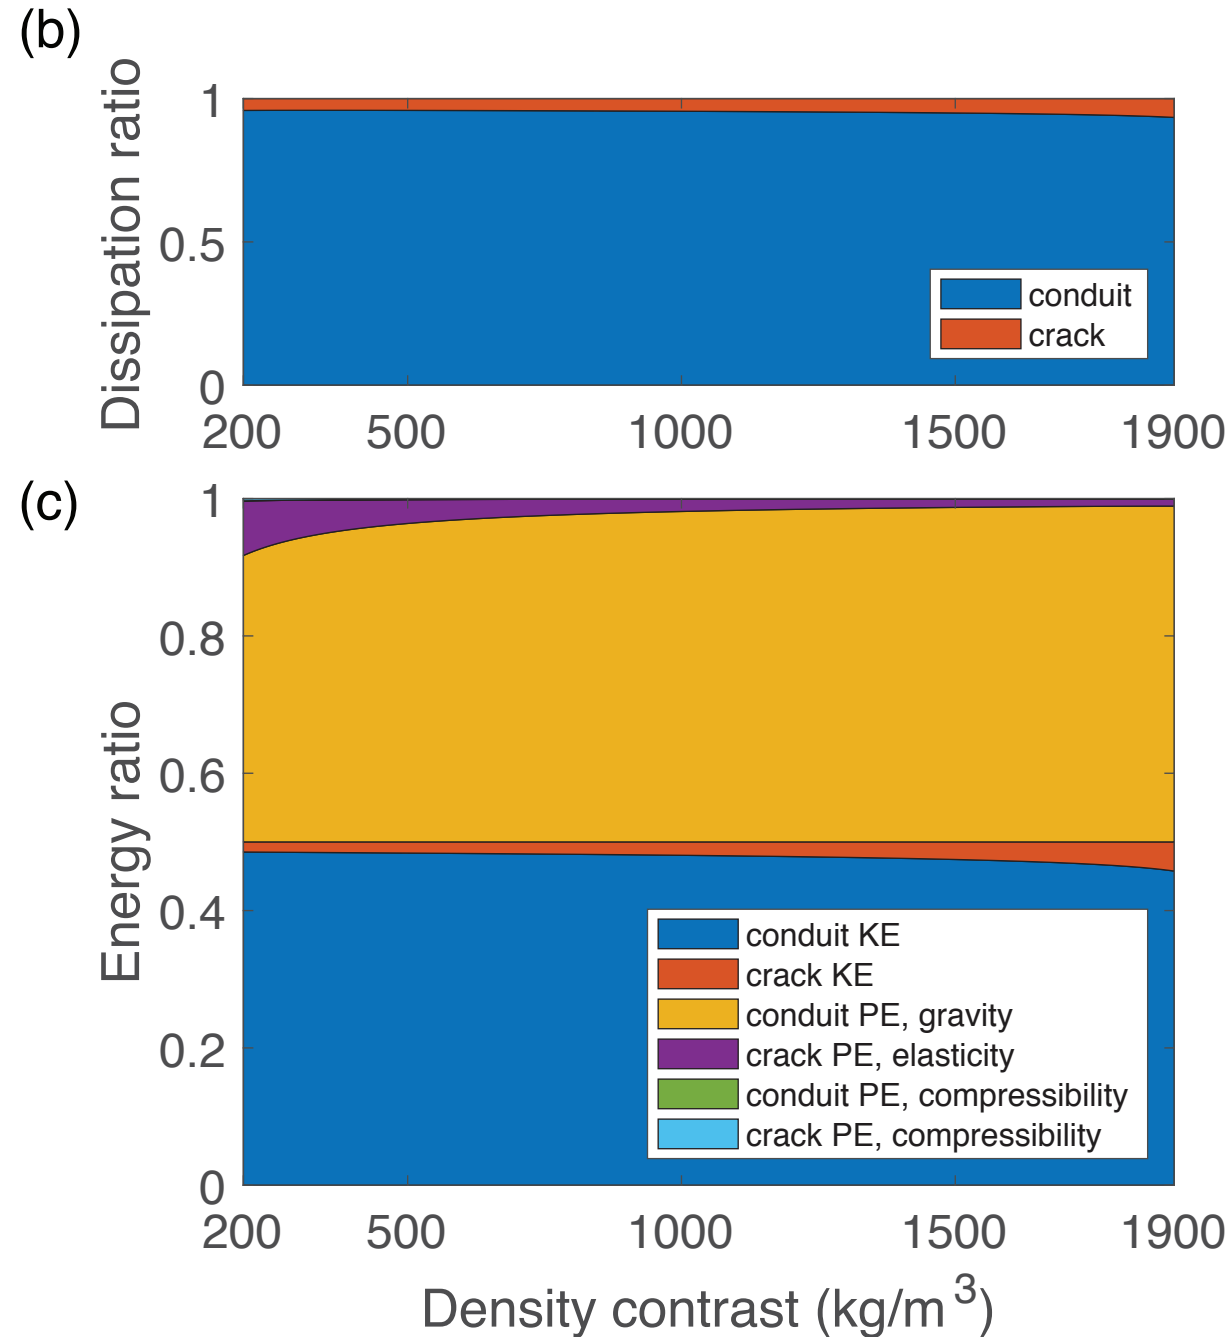 (b)
Dissipation ratio
1
0.5
0
conduit
crack
200 500 1000 1500 1900
(c)
Energy ratio
1
0.8
0.6
0.4
0.2
0
conduit KE
crack KE
conduit PE, gravity
crack PE, elasticity
conduit PE, compressibility
crack PE, compressibility
200 500 1000 1500 1900
Density contrast (kg/m³)